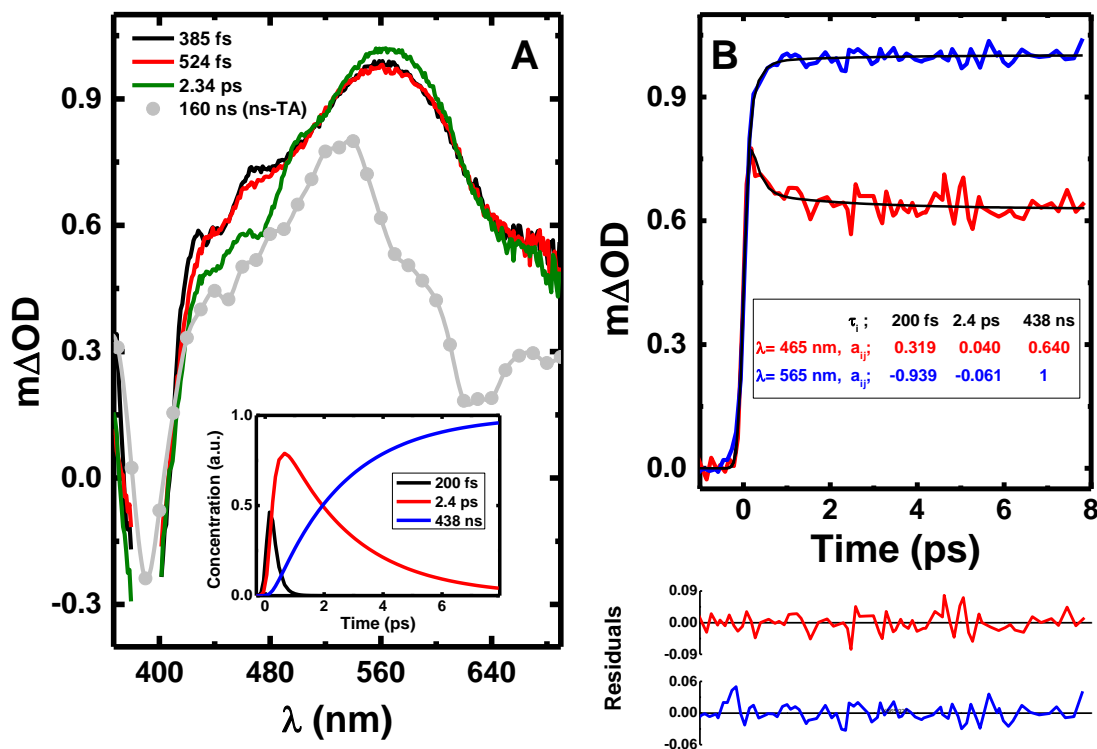 A
385 fs
524 fs
2.34 ps
160 ns (ns-TA)
mΔOD
0.9
0.6
0.3
0.0
-0.3
400 480 560 640
λ (nm)
Concentration (a.u.)
1.0
0.5
0.0
200 fs
2.4 ps
438 ns
0 2 4 6
Time (ps)
B
mΔOD
0.9
0.6
0.3
0.0
τi ; 200 fs 2.4 ps 438 ns
λ= 465 nm, aij; 0.319 0.040 0.640
λ= 565 nm, aij; -0.939 -0.061 1
0 2 4 6 8
Time (ps)
Residuals
0.09
0.00
-0.09
0.06
0.00
-0.06